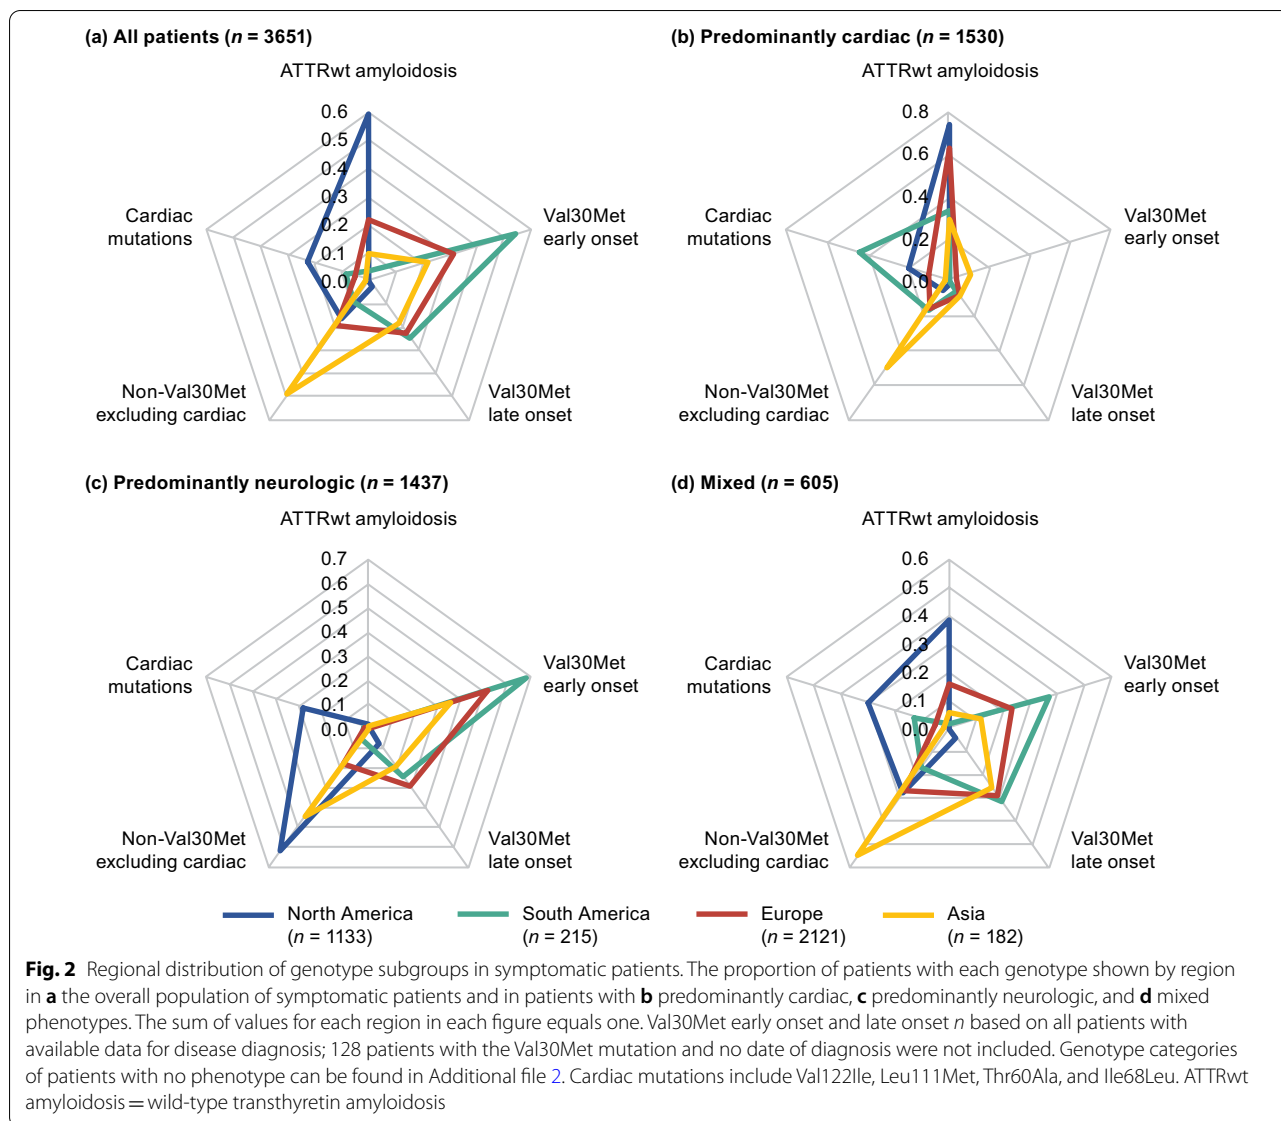 (a) All patients (n = 3651)
ATTRwt amyloidosis
0.6
0.5
0.4
0.3
0.2
0.1
0.0
Cardiac
mutations
Val30Met
early onset
Non-Val30Met
excluding cardiac
Val30Met
late onset
(b) Predominantly cardiac (n = 1530)
ATTRwt amyloidosis
0.8
0.6
0.4
0.2
0.0
Cardiac
mutations
Val30Met
early onset
Non-Val30Met
excluding cardiac
Val30Met
late onset
(c) Predominantly neurologic (n = 1437)
ATTRwt amyloidosis
0.7
0.6
0.5
0.4
0.3
0.2
0.1
0.0
Cardiac
mutations
Val30Met
early onset
Non-Val30Met
excluding cardiac
Val30Met
late onset
(d) Mixed (n = 605)
ATTRwt amyloidosis
0.6
0.5
0.4
0.3
0.2
0.1
0.0
Cardiac
mutations
Val30Met
early onset
Non-Val30Met
excluding cardiac
Val30Met
late onset
North America
(n = 1133)
South America
(n = 215)
Europe
(n = 2121)
Asia
(n = 182)
Fig. 2 Regional distribution of genotype subgroups in symptomatic patients. The proportion of patients with each genotype shown by region
in a the overall population of symptomatic patients and in patients with b predominantly cardiac, c predominantly neurologic, and d mixed
phenotypes. The sum of values for each region in each figure equals one. Val30Met early onset and late onset n based on all patients with
available data for disease diagnosis; 128 patients with the Val30Met mutation and no date of diagnosis were not included. Genotype categories
of patients with no phenotype can be found in Additional file 2. Cardiac mutations include Val122Ile, Leu111Met, Thr60Ala, and Ile68Leu. ATTRwt
amyloidosis = wild-type transthyretin amyloidosis